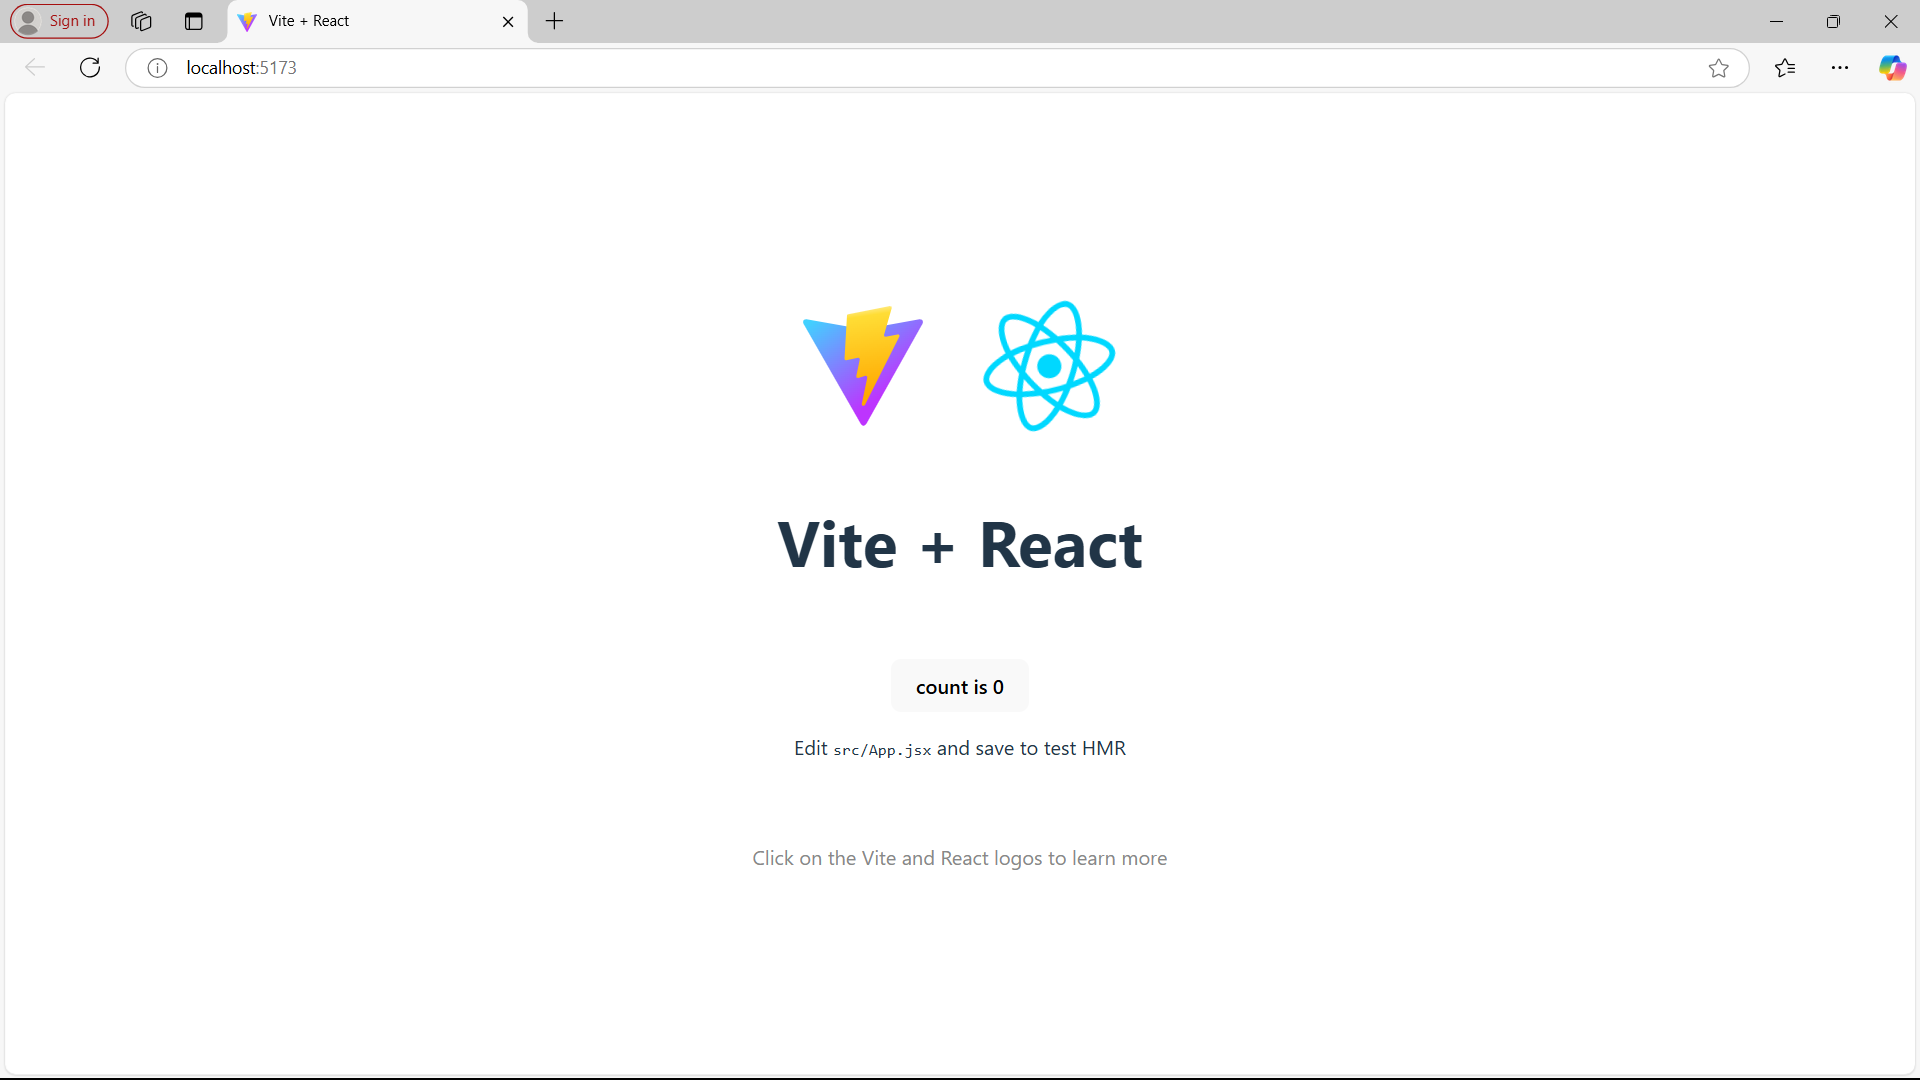 Sign in
Vite + React
localhost:5173
Vite + React
count is 0
Edit src/App.jsx and save to test HMR
Click on the Vite and React logos to learn more